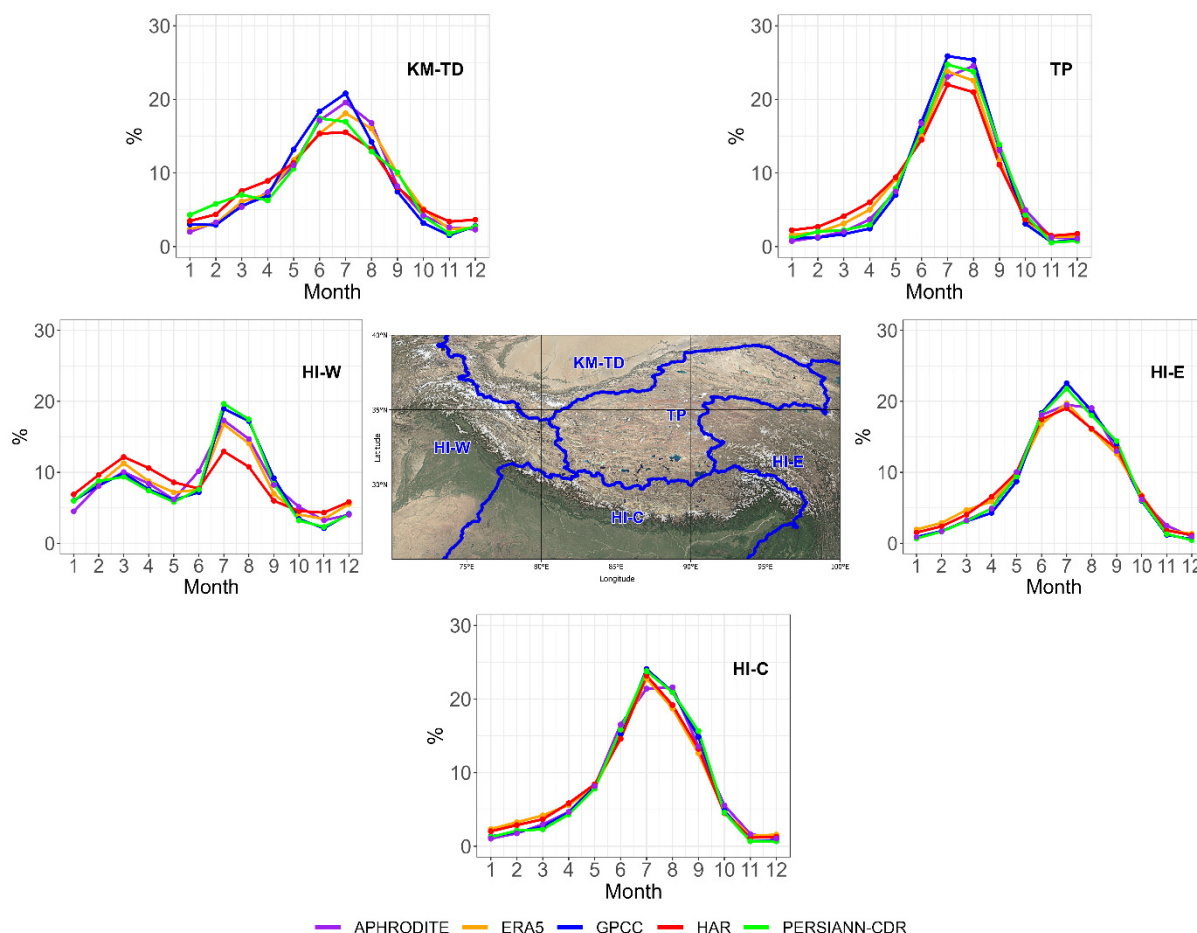 KM-TD
%
30
20
10
0
1 2 3 4 5 6 7 8 9 10 11 12
Month
TP
%
30
20
10
0
1 2 3 4 5 6 7 8 9 10 11 12
Month
HI-W
%
30
20
10
0
1 2 3 4 5 6 7 8 9 10 11 12
Month
40°N
35°N
33°N
Latitude
KM-TD
TP
HI-W
HI-E
HI-C
75°E 80°E 85°E 90°E 95°E 100°E
Longitude
HI-E
%
30
20
10
0
1 2 3 4 5 6 7 8 9 10 11 12
Month
HI-C
%
30
20
10
0
1 2 3 4 5 6 7 8 9 10 11 12
Month
APHRODITE ERA5 GPCC HAR PERSIANN-CDR